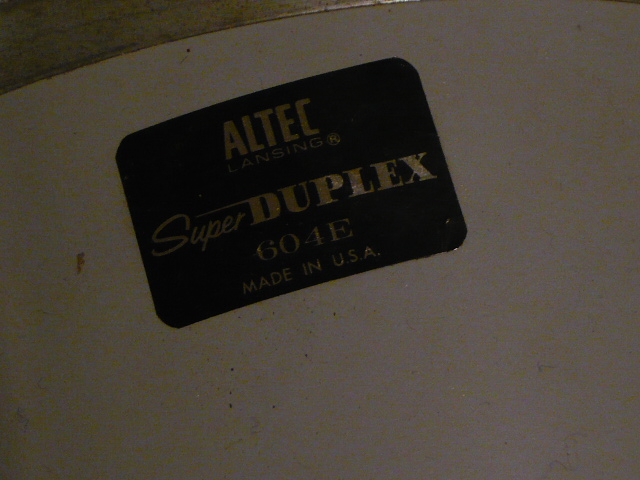 ALTEC
LANSING®
Super DUPLEX
604E
MADE IN U.S.A.